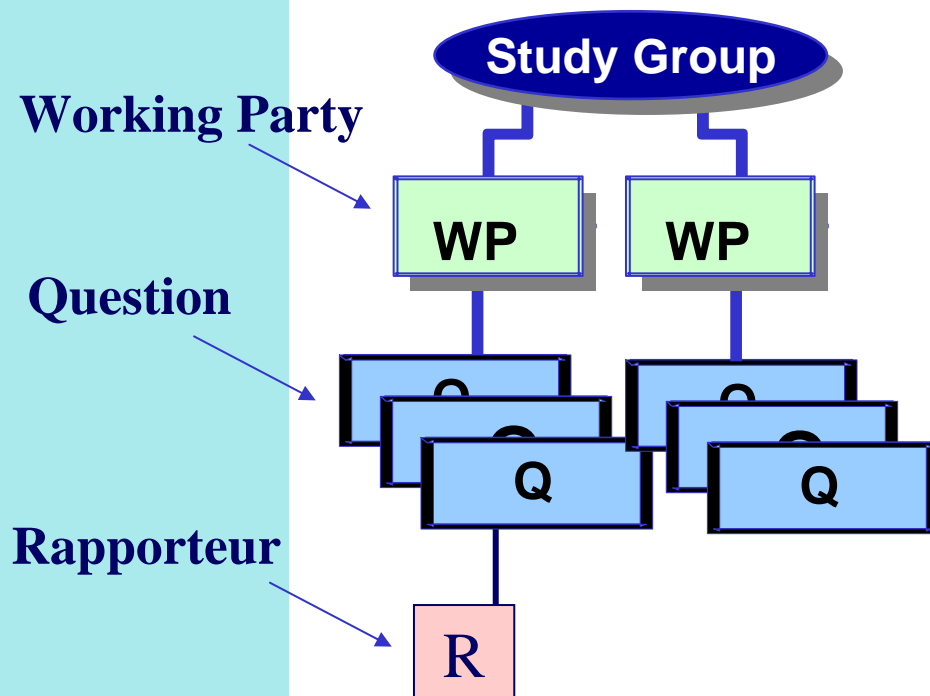 Study Group
Working Party
WP WP
Question
Q Q
Q Q
Q Q
Rapporteur
R